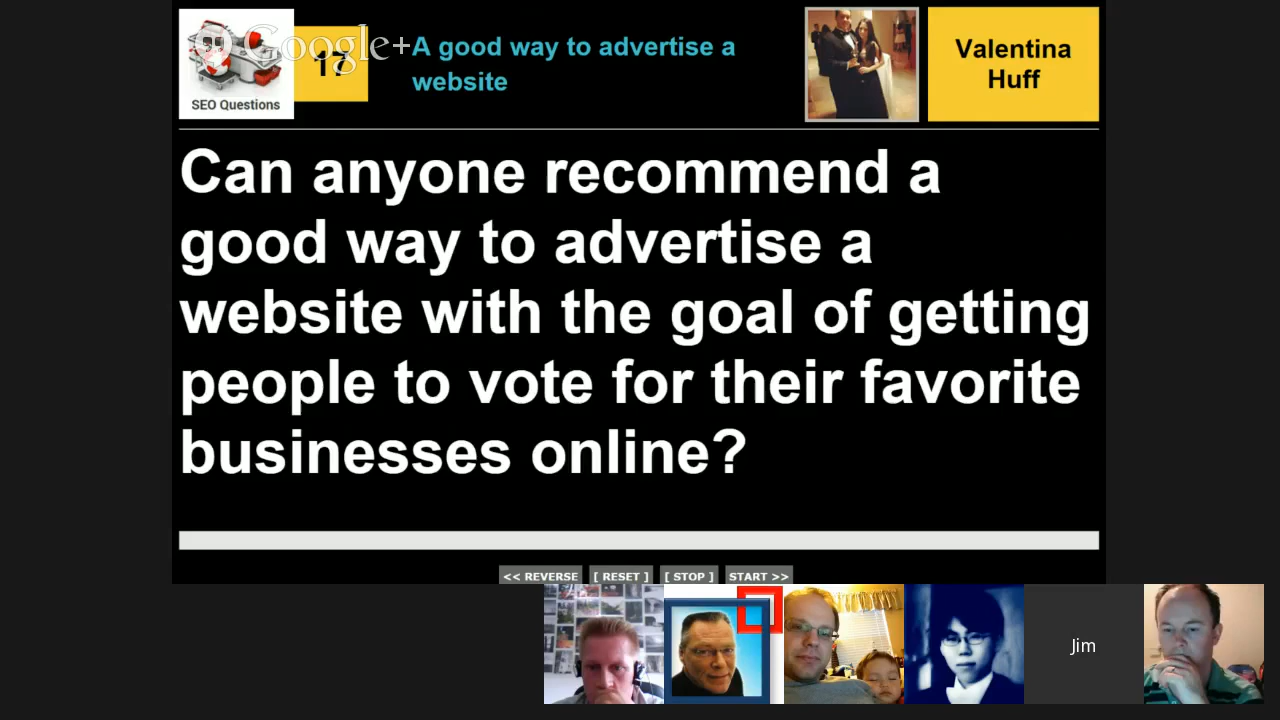 Google+
SEO Questions
17
A good way to advertise a
website
Valentina
Huff
Can anyone recommend a
good way to advertise a
website with the goal of getting
people to vote for their favorite
businesses online?
<< REVERSE
[ RESET ]
[ STOP ]
START >>
Jim